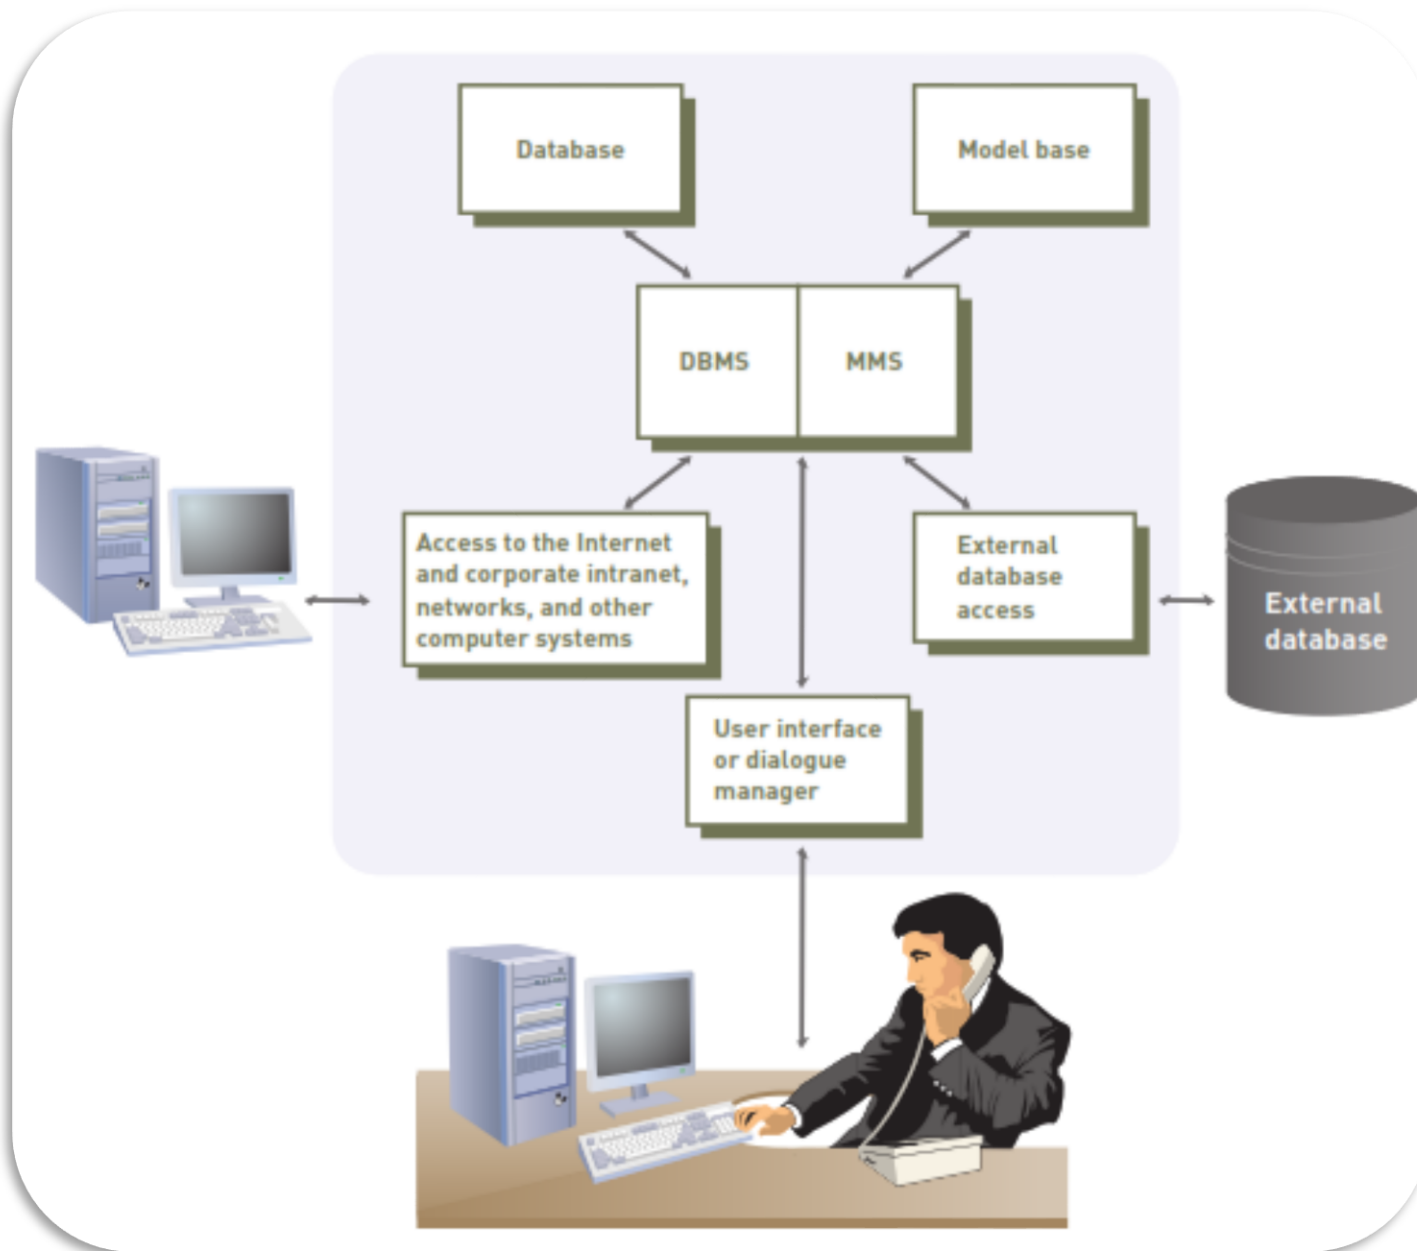 Database
Model base
DBMS
MMS
Access to the Internet
and corporate intranet,
networks, and other
computer systems
External
database
access
External
database
User interface
or dialogue
manager